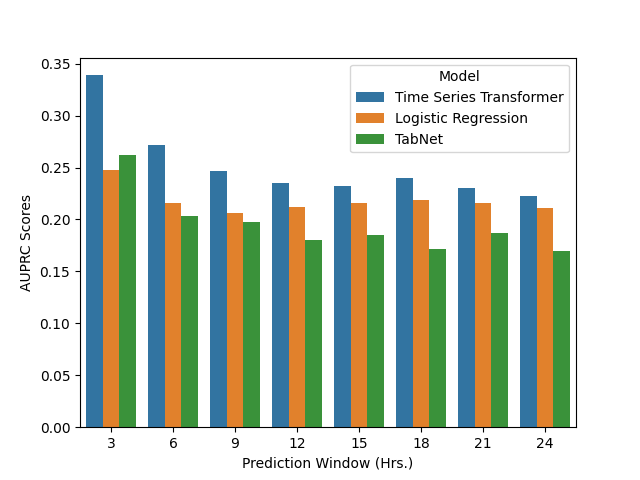 Model
Time Series Transformer
Logistic Regression
TabNet
AUPRC Scores
0.35
0.30
0.25
0.20
0.15
0.10
0.05
0.00
3 6 9 12 15 18 21 24
Prediction Window (Hrs.)